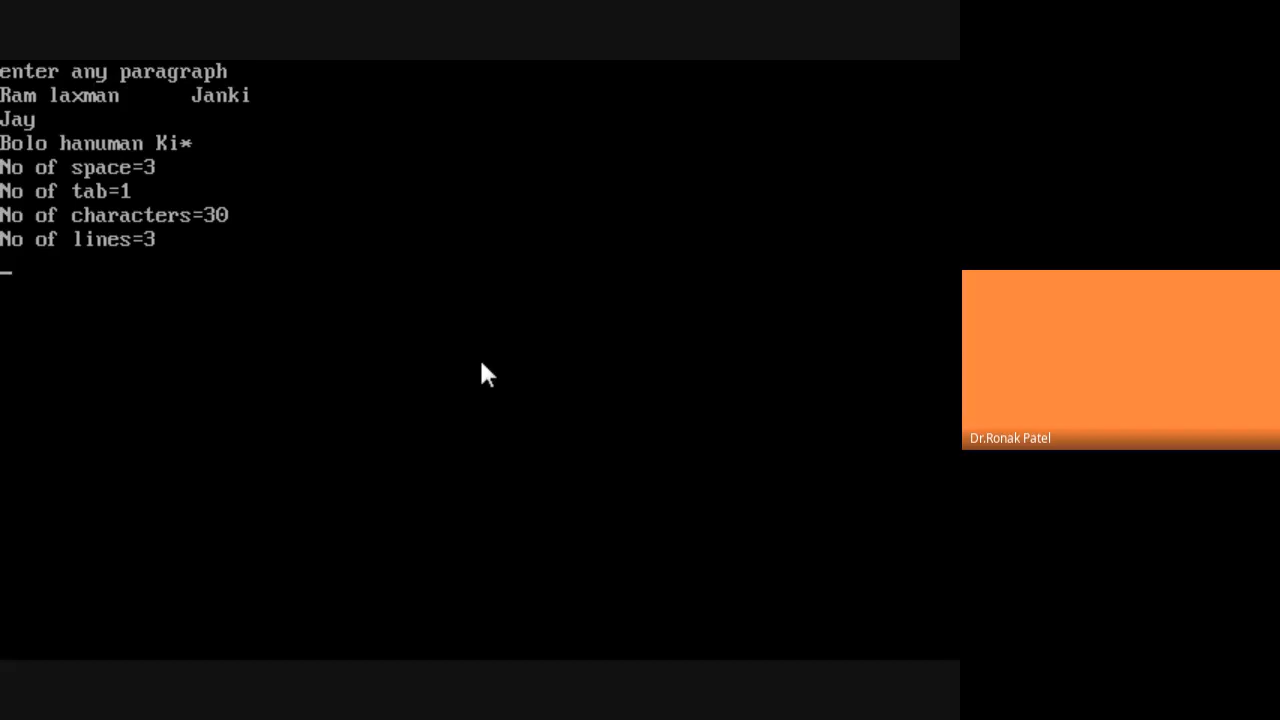 enter any paragraph
Ram laxman      Janki
Jay
Bolo hanuman Ki*
No of space=3
No of tab=1
No of characters=30
No of lines=3
_
Dr.Ronak Patel